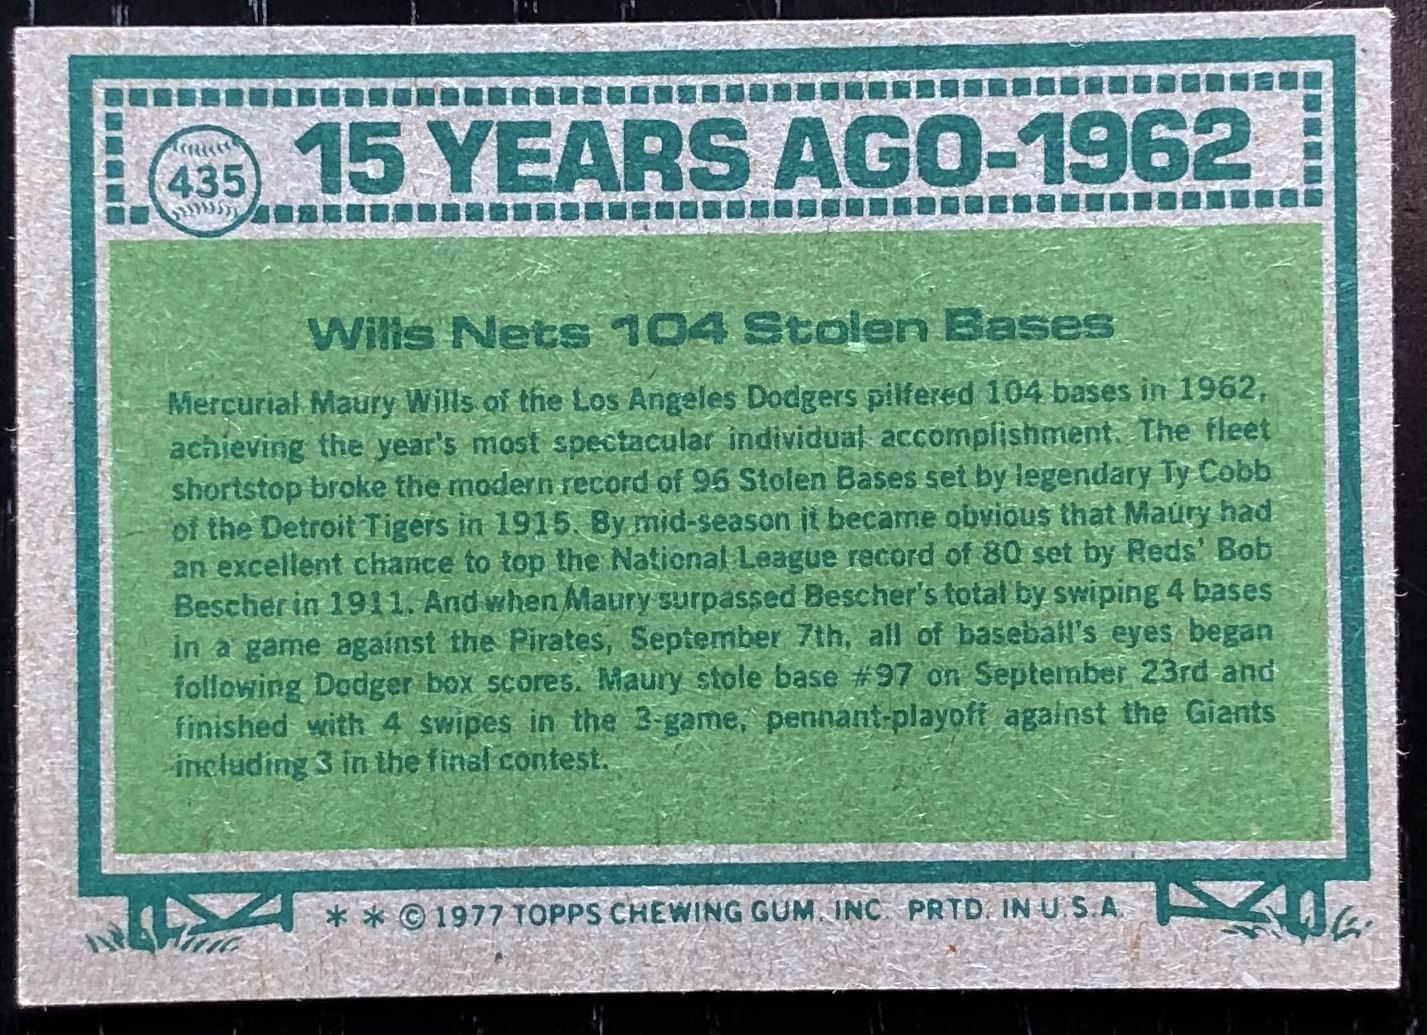 435 15 YEARS AGO-1962
Wills Nets 104 Stolen Bases
Mercurial Maury Wills of the Los Angeles Dodgers pilfered 104 bases in 1962,
achieving the year's most spectacular individual accomplishment. The fleet
shortstop broke the modern record of 96 Stolen Bases set by legendary Ty Cobb
of the Detroit Tigers in 1915. By mid-season it became obvious that Maury had
an excellent chance to top the National League record of 80 set by Reds' Bob
Bescher in 1911. And when Maury surpassed Bescher's total by swiping 4 bases
in a game against the Pirates, September 7th, all of baseball's eyes began
following Dodger box scores. Maury stole base #97 on September 23rd and
finished with 4 swipes in the 3-game, pennant-playoff against the Giants
including 3 in the final contest.
* * © 1977 TOPPS CHEWING GUM, INC. PRTD. IN U.S.A.